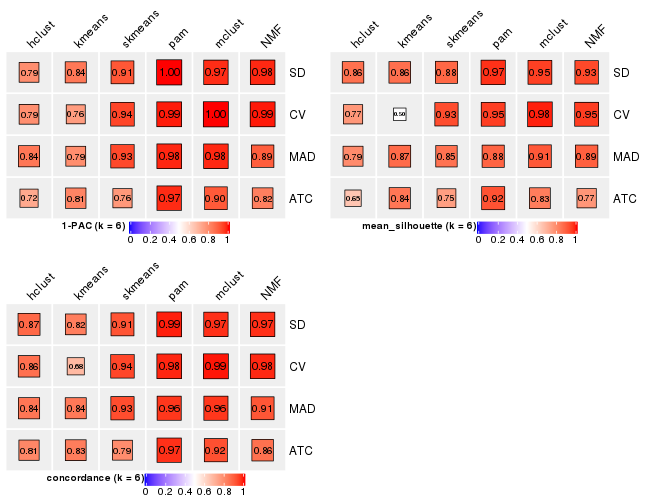 hclust kmeans skmeans pam mclust NMF
0.79 0.84 0.91 1.00 0.97 0.98 SD
0.79 0.76 0.94 0.99 1.00 0.99 CV
0.84 0.79 0.93 0.98 0.98 0.89 MAD
0.72 0.81 0.76 0.97 0.90 0.82 ATC
1-PAC (k = 6)
0 0.2 0.4 0.6 0.8 1
hclust kmeans skmeans pam mclust NMF
0.86 0.86 0.88 0.97 0.95 0.93 SD
0.77 0.50 0.93 0.95 0.98 0.95 CV
0.79 0.87 0.85 0.88 0.91 0.89 MAD
0.65 0.84 0.75 0.92 0.83 0.77 ATC
mean_silhouette (k = 6)
0 0.2 0.4 0.6 0.8 1
hclust kmeans skmeans pam mclust NMF
0.87 0.82 0.91 0.99 0.97 0.97 SD
0.86 0.68 0.94 0.98 0.99 0.98 CV
0.84 0.84 0.93 0.96 0.96 0.91 MAD
0.81 0.83 0.79 0.97 0.92 0.86 ATC
concordance (k = 6)
0 0.2 0.4 0.6 0.8 1